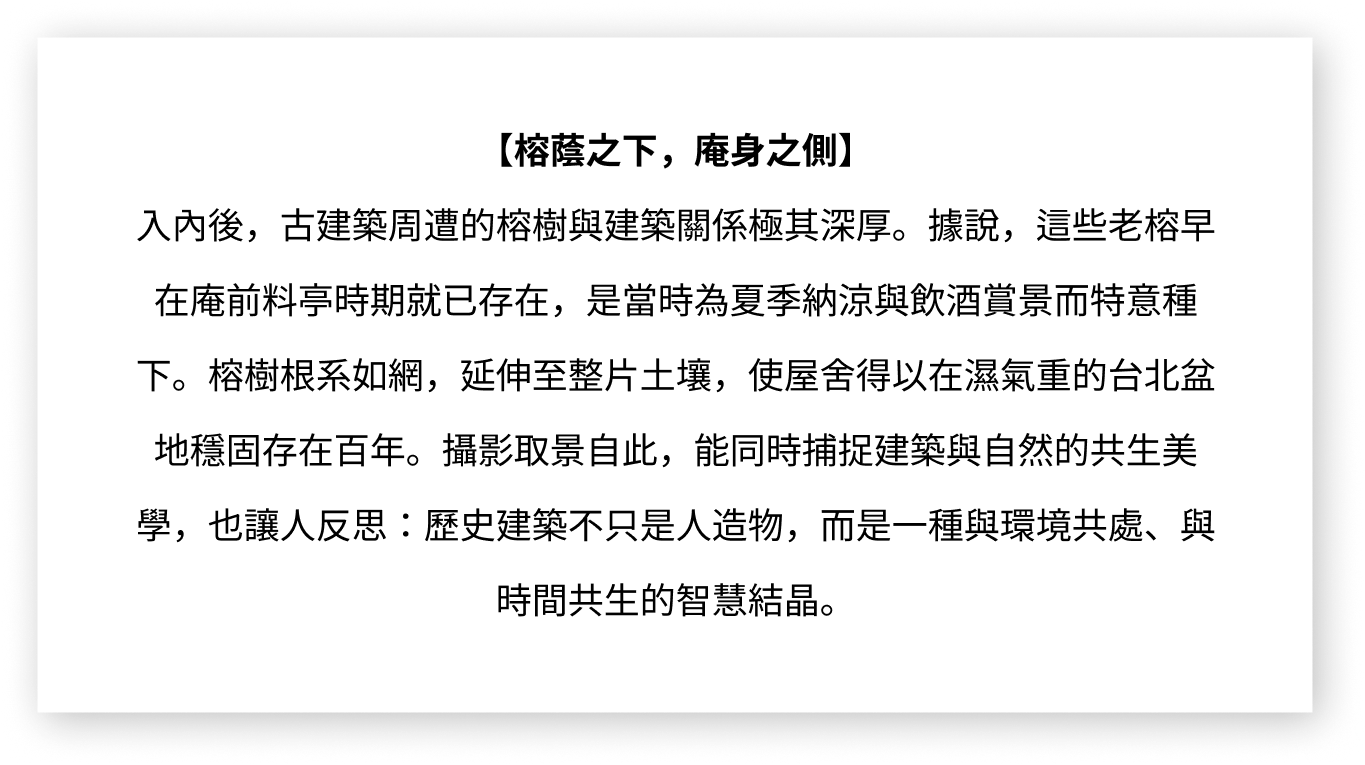 【榕蔭之下，庵身之側】
入內後，古建築周遭的榕樹與建築關係極其深厚。據說，這些老榕早
在庵前料亭時期就已存在，是當時為夏季納涼與飲酒賞景而特意種
下。榕樹根系如網，延伸至整片土壤，使屋舍得以在濕氣重的台北盆
地穩固存在百年。攝影取景自此，能同時捕捉建築與自然的共生美
學，也讓人反思：歷史建築不只是人造物，而是一種與環境共處、與
時間共生的智慧結晶。